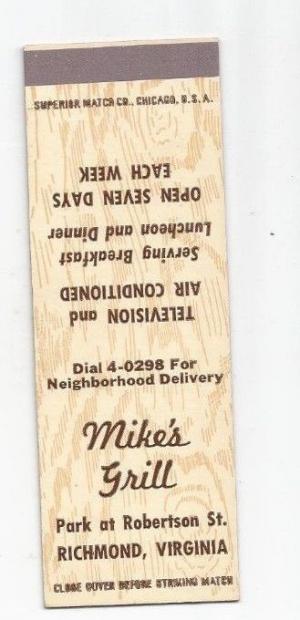 SUPERIOR MATCH CO., CHICAGO, U.S.A.
TELEVISION and
AIR CONDITIONED
Serving Breakfast
Luncheon and Dinner
OPEN SEVEN DAYS
EACH WEEK
Dial 4-0298 For
Neighborhood Delivery
Mike's
Grill
Park at Robertson St.
RICHMOND, VIRGINIA
CLOSE COVER BEFORE STRIKING MATCH